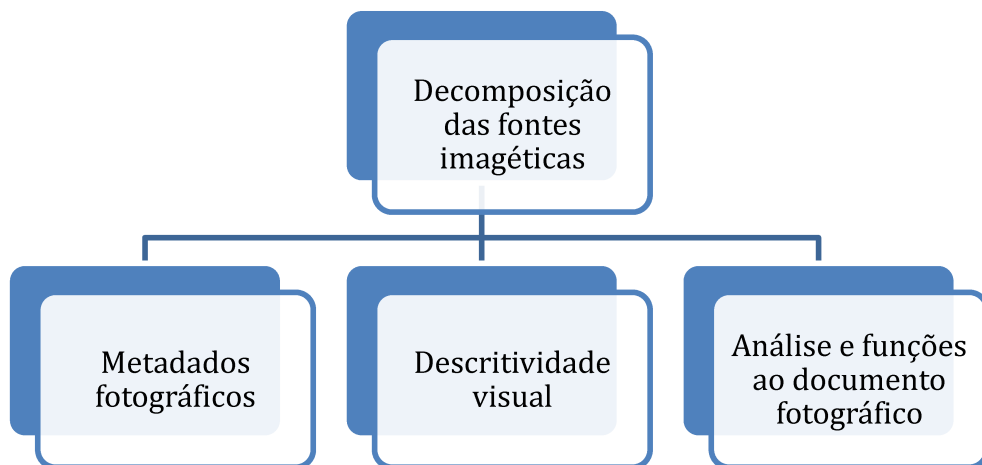 Decomposição
das fontes
imagéticas
Metadados
fotográficos
Descritividade
visual
Análise e funções
ao documento
fotográfico